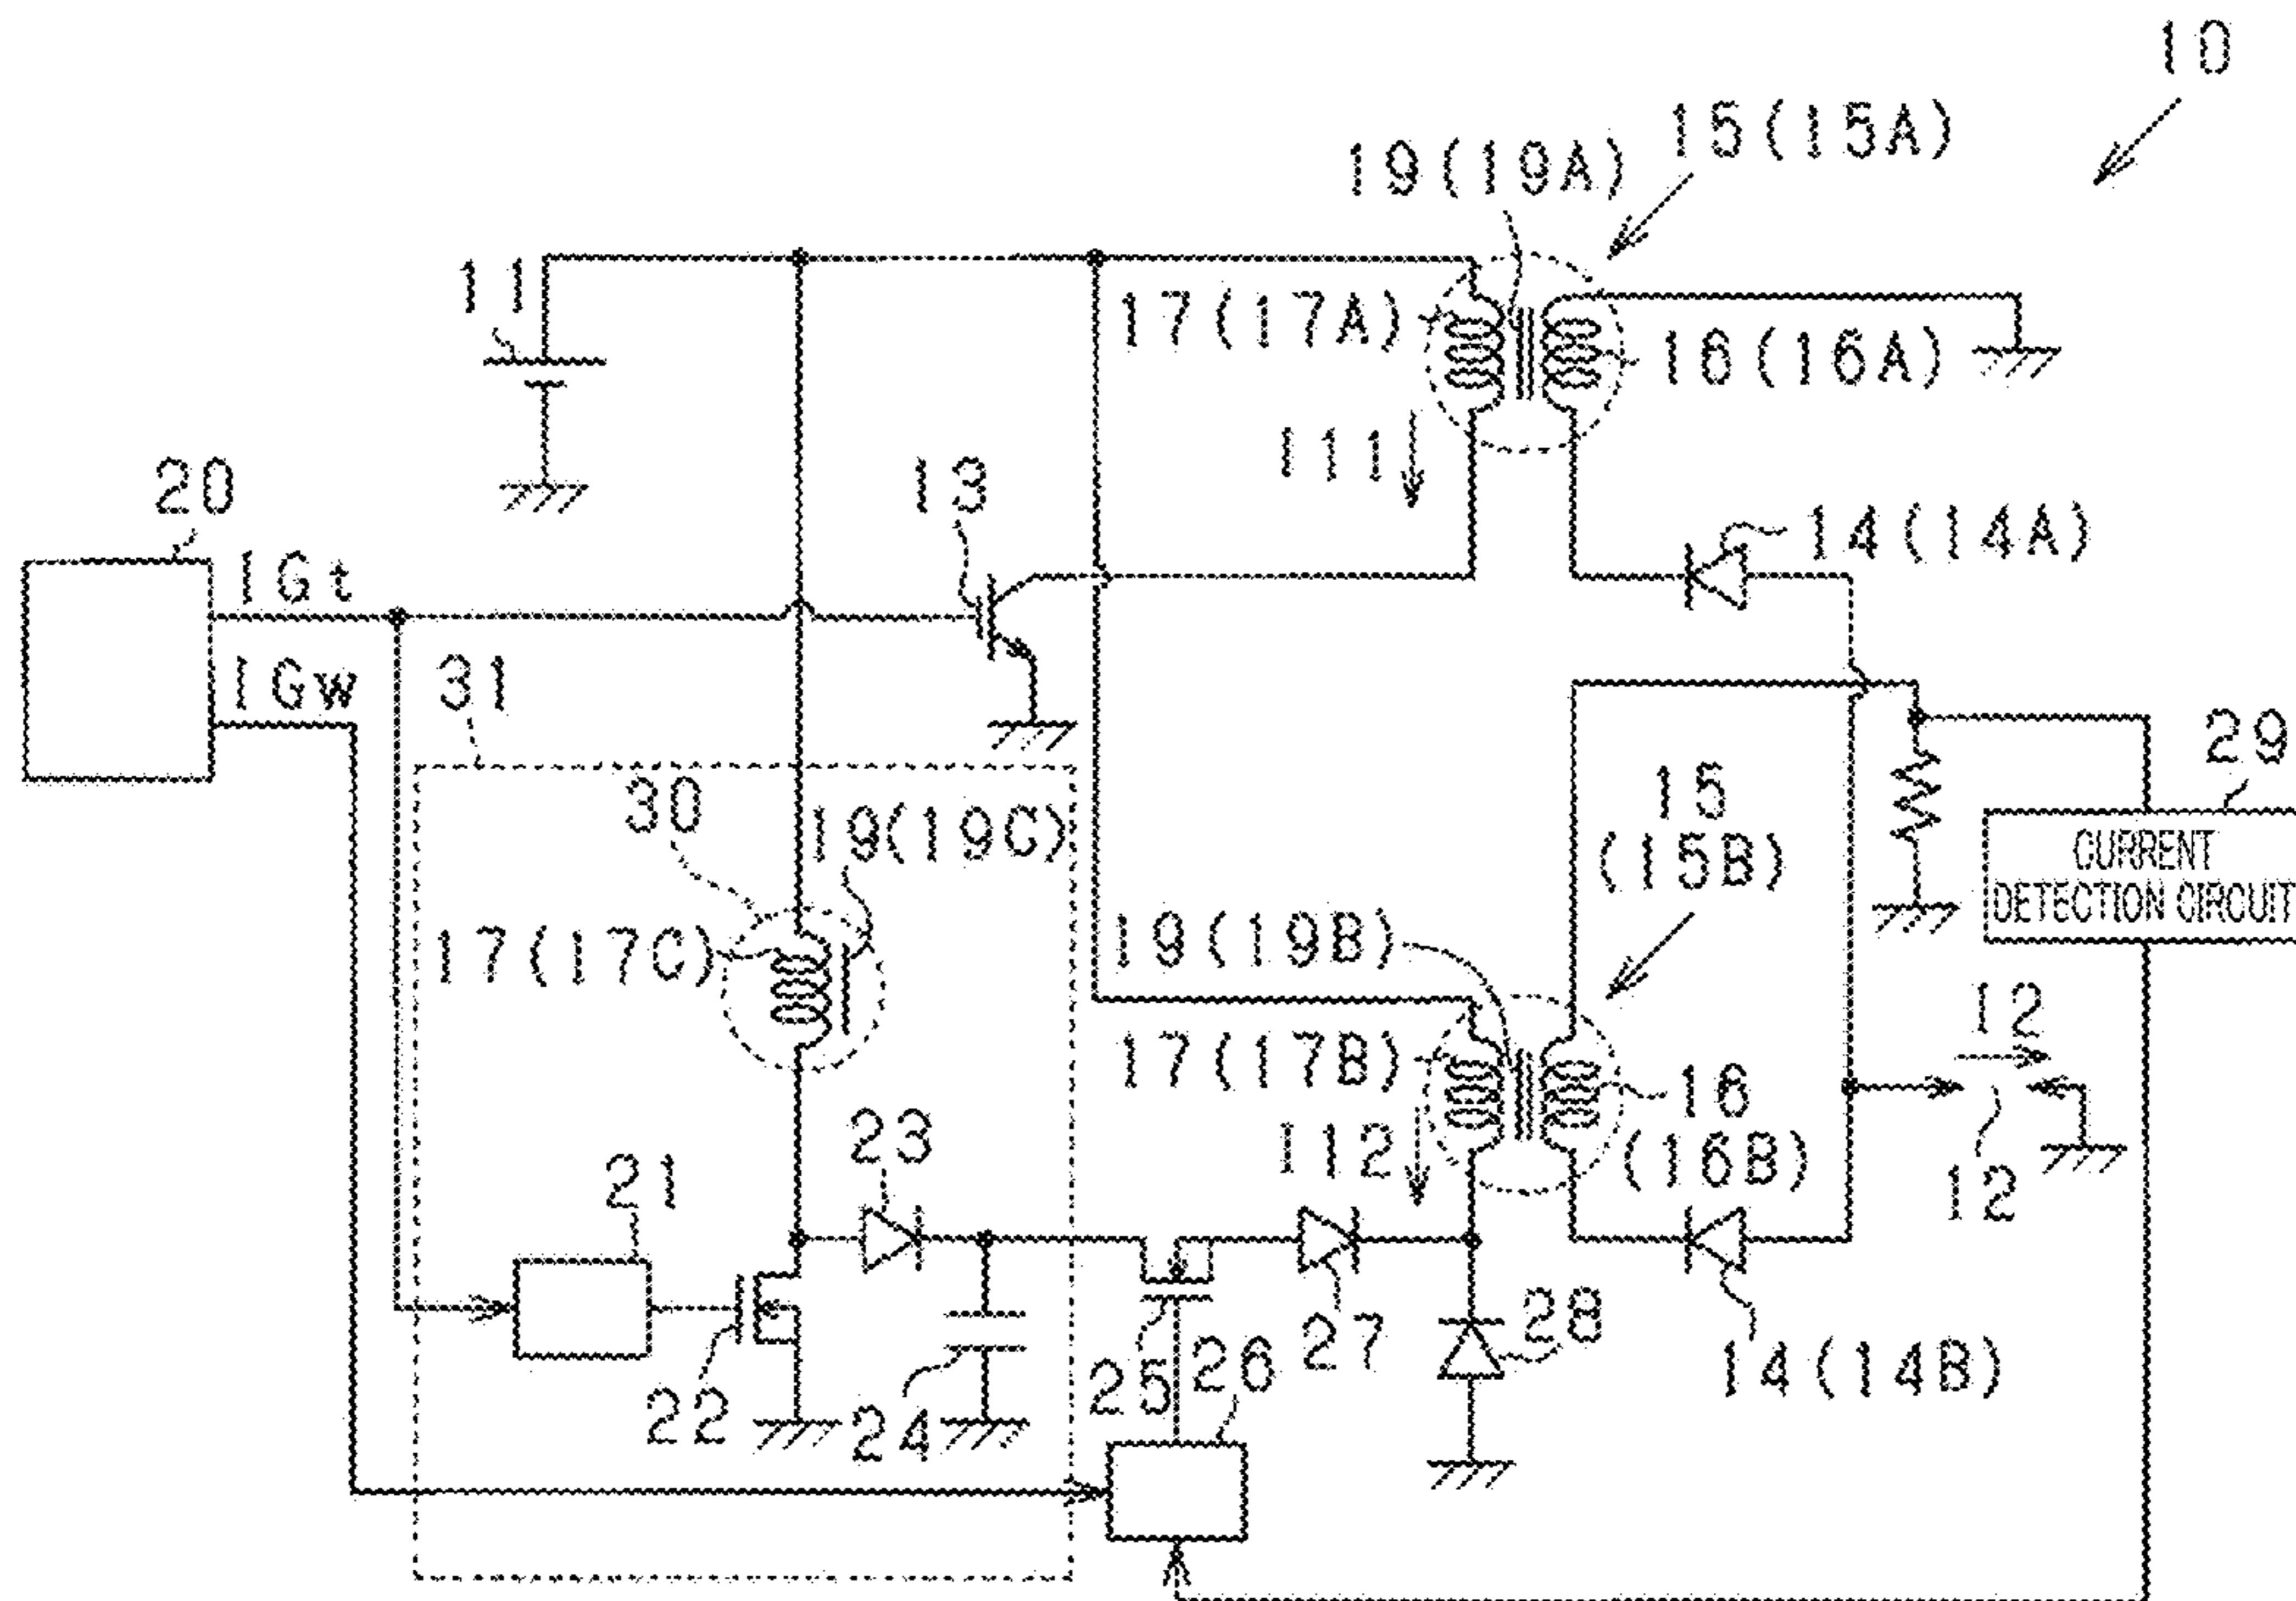 10
15(15A)
19(19A)
11
17(17A)
16(16A)
I11
20
13
14(14A)
IGt
IGw
31
29
30
19(19C)
15
(15B)
CURRENT
DETECTION CIRCUIT
17(17C)
19(19B)
I2
17(17B)
16
(16B)
23
I12
12
21
28
27
14(14B)
22
24
25
26